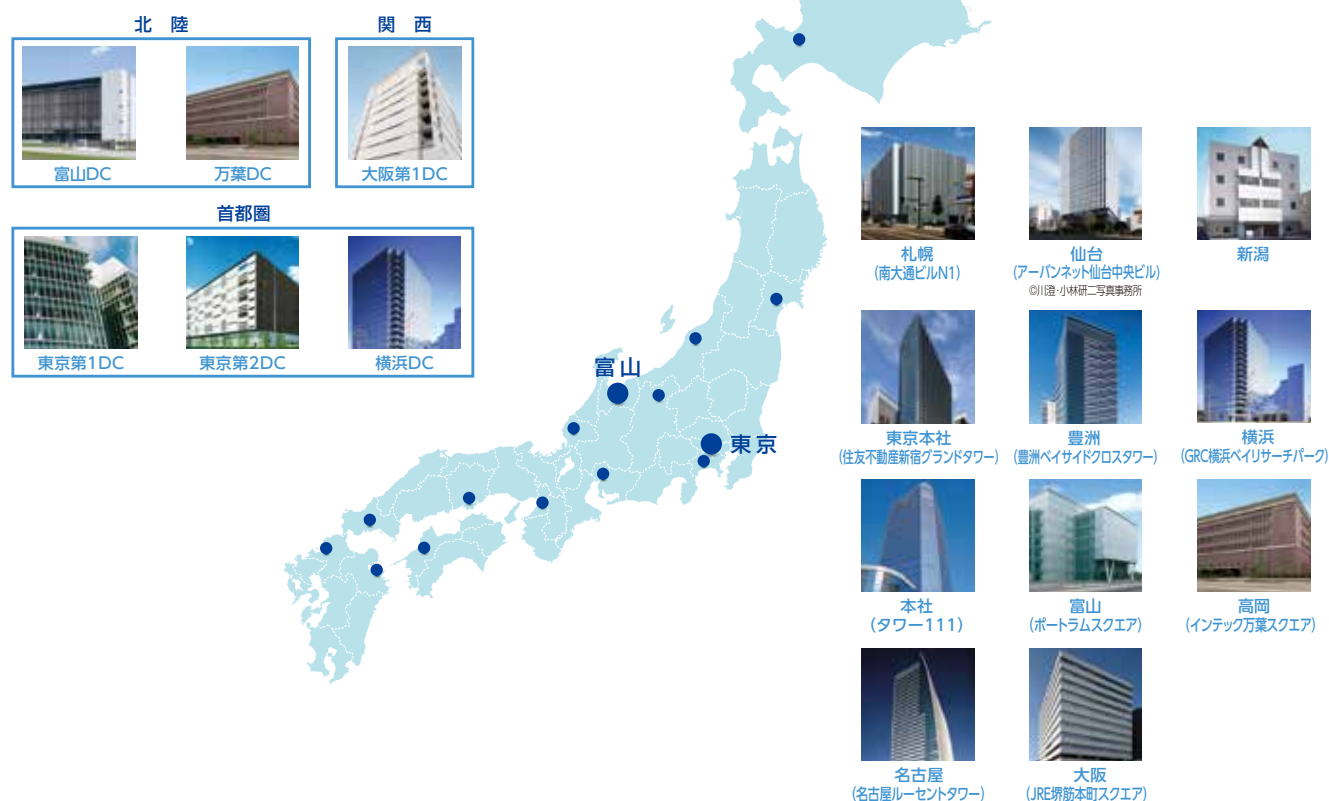 北 陸
関 西
富山DC
万葉DC
大阪第1DC
首都圏
東京第1DC
東京第2DC
横浜DC
富山
東京
札幌
(南大通ビルN1)
仙台
(アーバンネット仙台中央ビル)
©川澄・小林研二写真事務所
新潟
東京本社
(住友不動産新宿グランドタワー)
豊洲
(豊洲ベイサイドクロスタワー)
横浜
(GRC横浜ベイリサーチパーク)
本社
(タワー111)
富山
(ポートラムスクエア)
高岡
(インテック万葉スクエア)
名古屋
(名古屋ルーセントタワー)
大阪
(JRE堺筋本町スクエア)